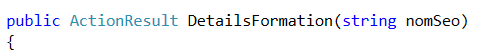 public ActionResult DetailsFormation(string nomSeo)
{